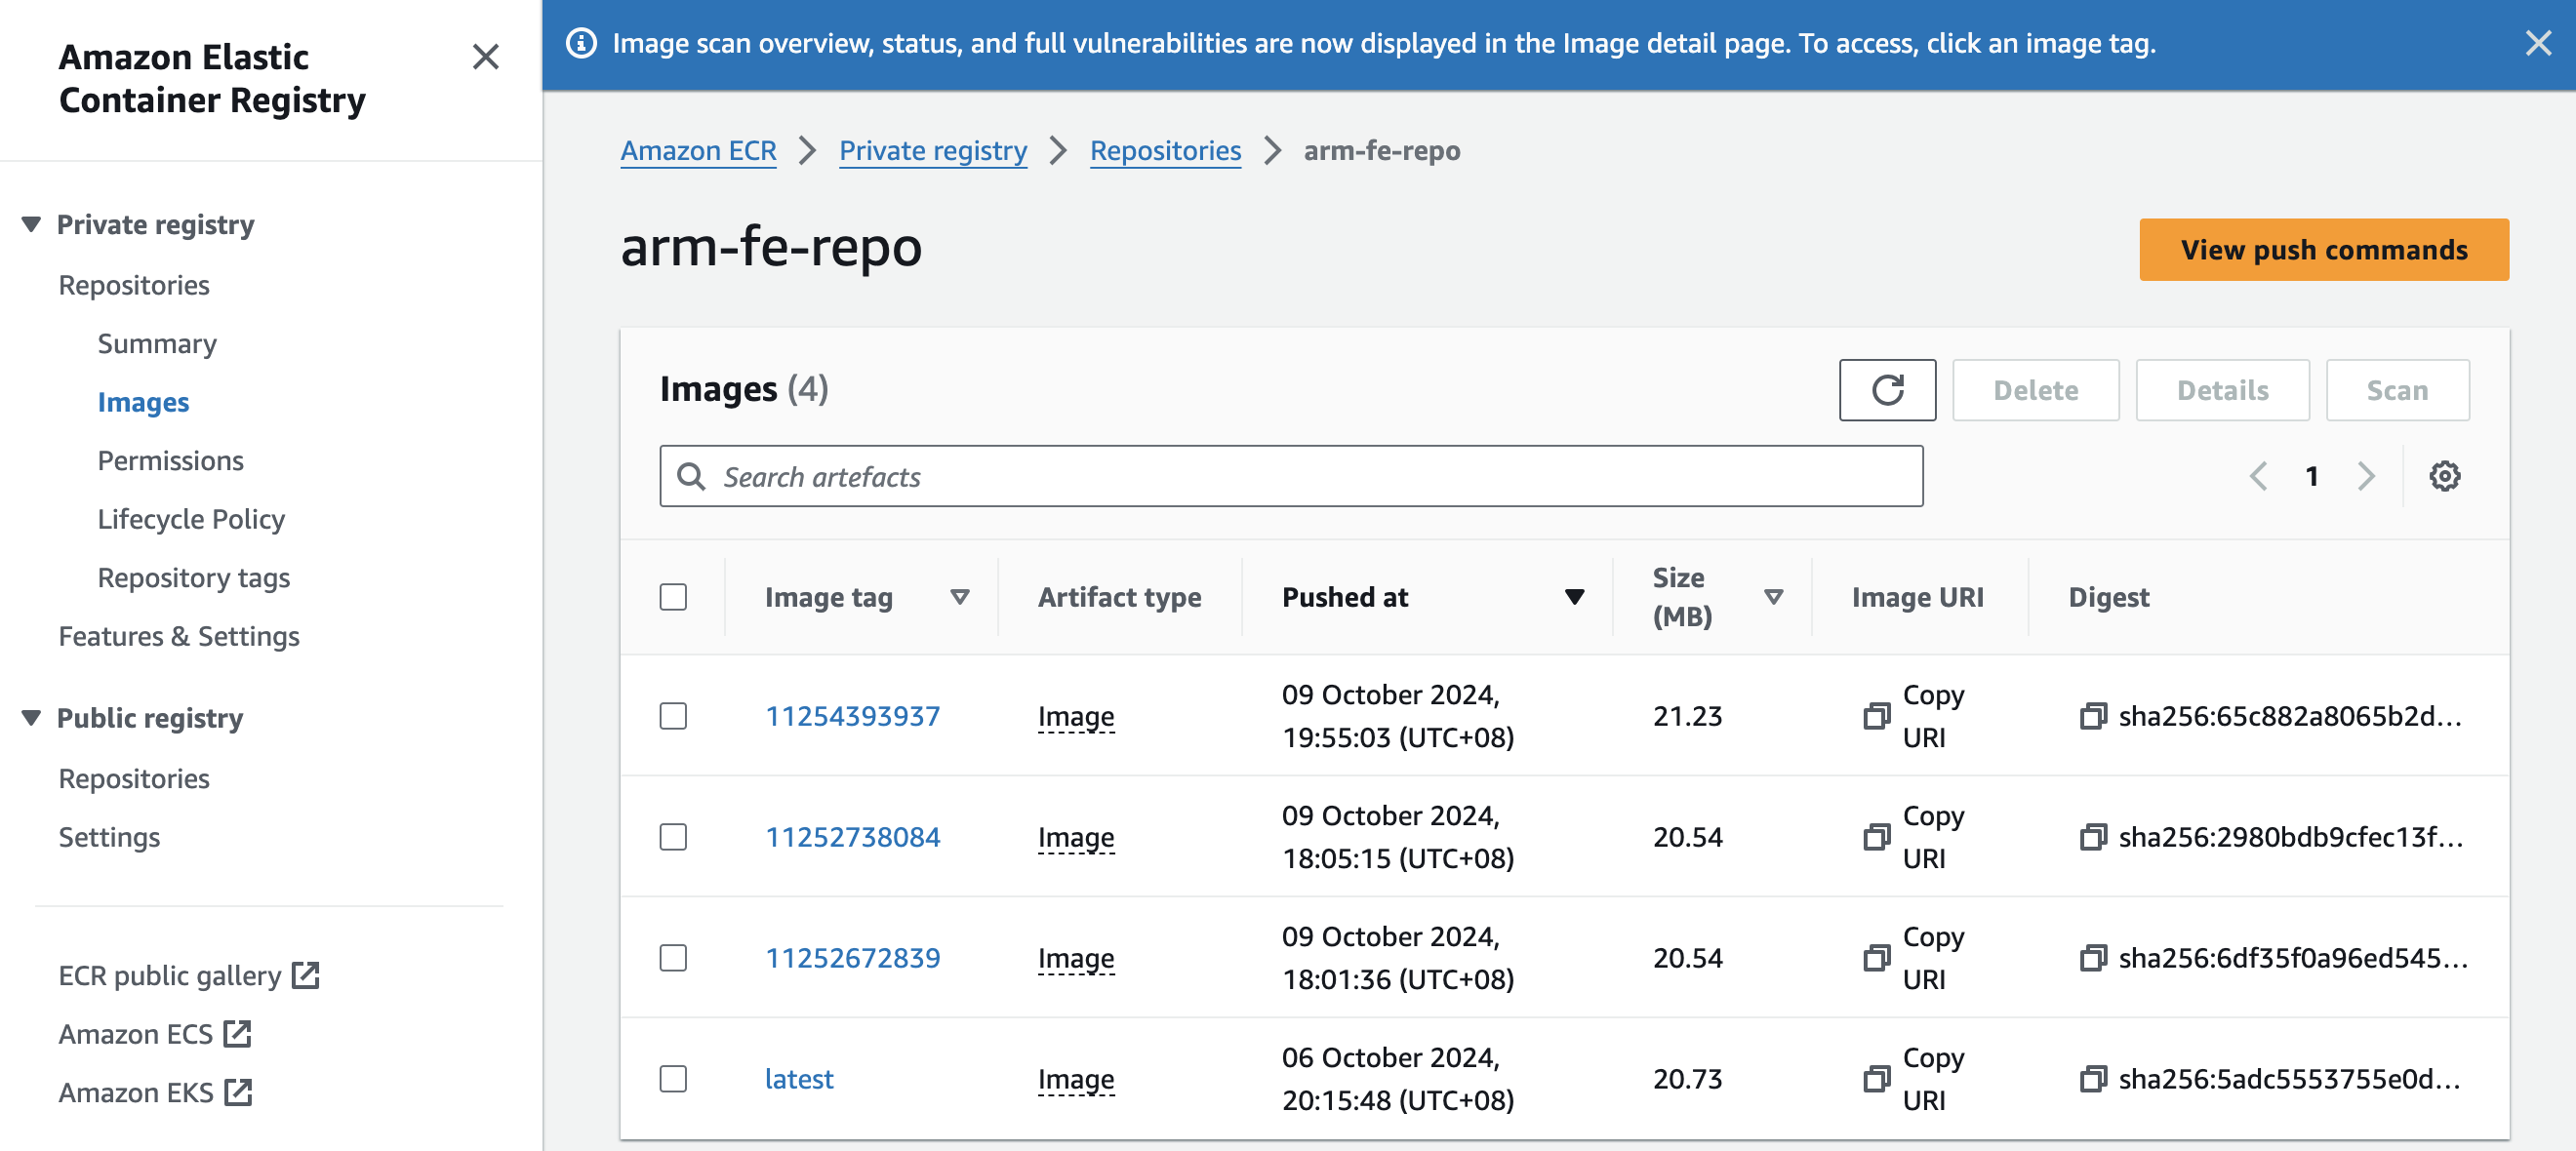 Amazon Elastic
Container Registry
Private registry
Repositories
Summary
Images
Permissions
Lifecycle Policy
Repository tags
Features & Settings
Public registry
Repositories
Settings
ECR public gallery
Amazon ECS
Amazon EKS
Image scan overview, status, and full vulnerabilities are now displayed in the Image detail page. To access, click an image tag.
Amazon ECR > Private registry > Repositories > arm-fe-repo
arm-fe-repo
View push commands
Images (4)
Delete
Details
Scan
Search artefacts
1
Image tag
Artifact type
Pushed at
Size
(MB)
Image URI
Digest
11254393937
Image
09 October 2024,
19:55:03 (UTC+08)
21.23
Copy
URI
sha256:65c882a8065b2d...
11252738084
Image
09 October 2024,
18:05:15 (UTC+08)
20.54
Copy
URI
sha256:2980bdb9cfec13f...
11252672839
Image
09 October 2024,
18:01:36 (UTC+08)
20.54
Copy
URI
sha256:6df35f0a96ed545...
latest
Image
06 October 2024,
20:15:48 (UTC+08)
20.73
Copy
URI
sha256:5adc5553755e0d...